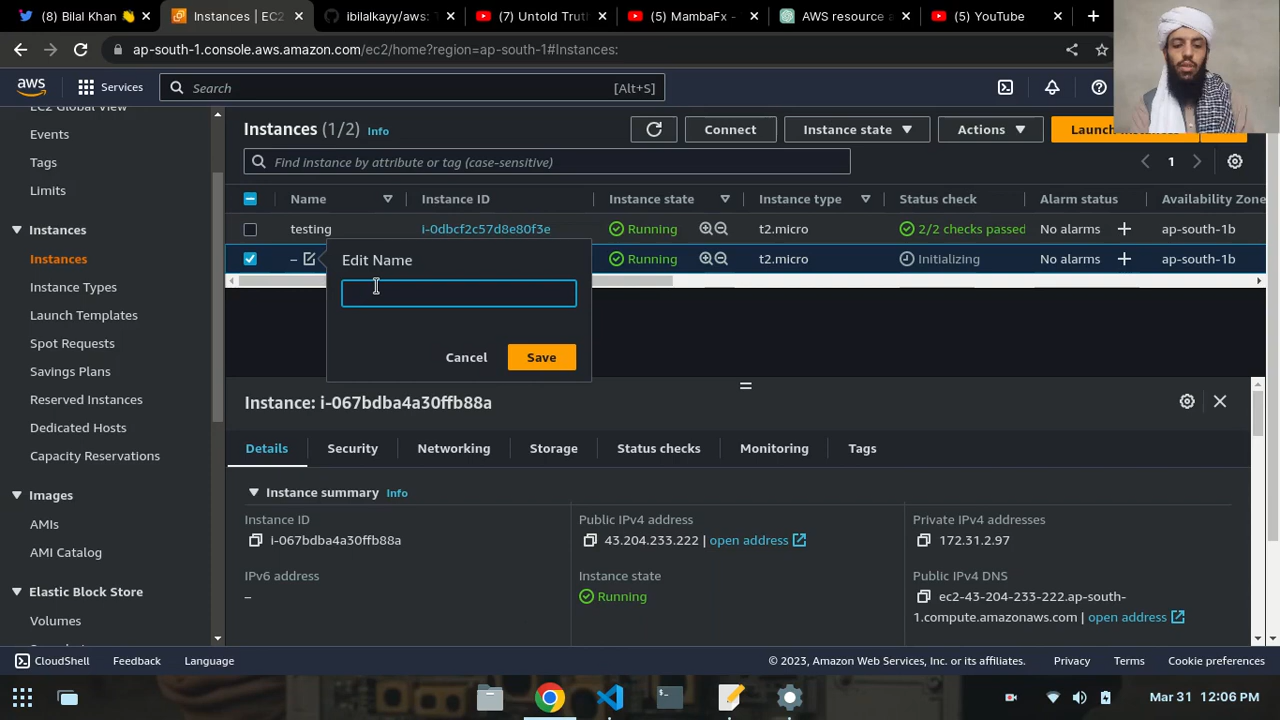 (8) Bilal Khan
Instances | EC2
ibilalkayy/aws: T
(7) Untold Trut
(5) MambaFx -
AWS resource a
(5) YouTube
ap-south-1.console.aws.amazon.com/ec2/home?region=ap-south-1#Instances:
aws
Services
Search
[Alt+S]
EC2 Global View
Events
Tags
Limits
Instances
Instances
Instance Types
Launch Templates
Spot Requests
Savings Plans
Reserved Instances
Dedicated Hosts
Capacity Reservations
Images
AMIs
AMI Catalog
Elastic Block Store
Volumes
Instances (1/2)
Info
Connect
Instance state
Actions
Find instance by attribute or tag (case-sensitive)
1
Name
Instance ID
Instance state
Instance type
Status check
Alarm status
Availability Zone
testing
i-0dbcf2c57d8e80f3e
Running
t2.micro
2/2 checks passed
No alarms
ap-south-1b
–
Running
t2.micro
Initializing
No alarms
ap-south-1b
Edit Name
Cancel
Save
Instance: i-067bdba4a30ffb88a
Details
Security
Networking
Storage
Status checks
Monitoring
Tags
Instance summary
Info
Instance ID
i-067bdba4a30ffb88a
Public IPv4 address
43.204.233.222 | open address
Private IPv4 addresses
172.31.2.97
IPv6 address
–
Instance state
Running
Public IPv4 DNS
ec2-43-204-233-222.ap-south-
1.compute.amazonaws.com | open address
CloudShell
Feedback
Language
© 2023, Amazon Web Services, Inc. or its affiliates.
Privacy
Terms
Cookie preferences
Mar 31
12:06 PM